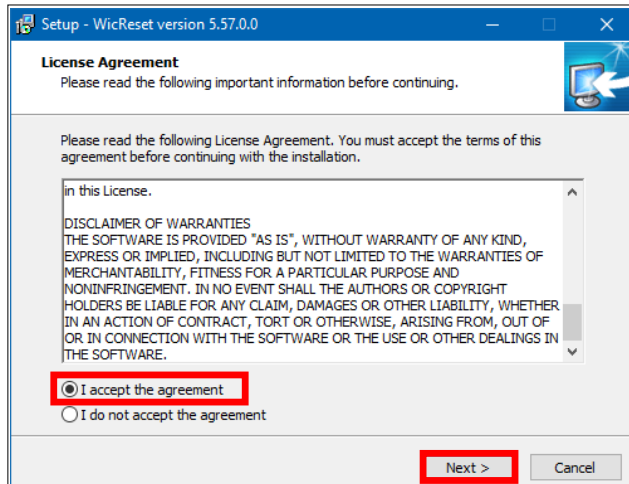 Setup - WicReset version 5.57.0.0
License Agreement
Please read the following important information before continuing.
Please read the following License Agreement. You must accept the terms of this
agreement before continuing with the installation.
in this License.
DISCLAIMER OF WARRANTIES
THE SOFTWARE IS PROVIDED "AS IS", WITHOUT WARRANTY OF ANY KIND,
EXPRESS OR IMPLIED, INCLUDING BUT NOT LIMITED TO THE WARRANTIES OF
MERCHANTABILITY, FITNESS FOR A PARTICULAR PURPOSE AND
NONINFRINGEMENT. IN NO EVENT SHALL THE AUTHORS OR COPYRIGHT
HOLDERS BE LIABLE FOR ANY CLAIM, DAMAGES OR OTHER LIABILITY, WHETHER
IN AN ACTION OF CONTRACT, TORT OR OTHERWISE, ARISING FROM, OUT OF
OR IN CONNECTION WITH THE SOFTWARE OR THE USE OR OTHER DEALINGS IN
THE SOFTWARE.
I accept the agreement
I do not accept the agreement
Next >
Cancel